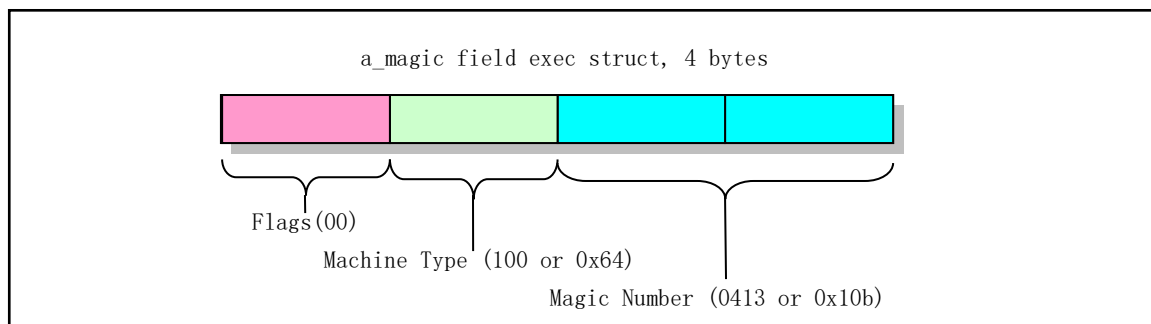 a_magic field exec struct, 4 bytes
Flags(00)
Machine Type (100 or 0x64)
Magic Number (0413 or 0x10b)